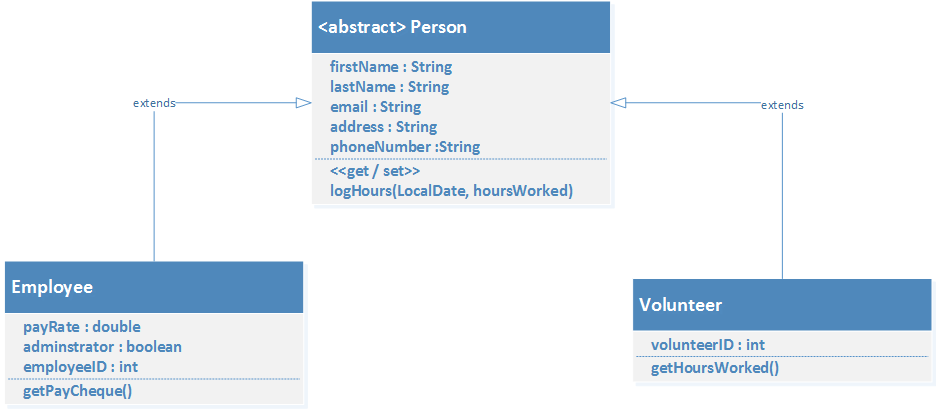 <abstract> Person
firstName : String
lastName : String
email : String
address : String
phoneNumber :String
<<get / set>>
logHours(LocalDate, hoursWorked)
extends
extends
Employee
payRate : double
adminstrator : boolean
employeeID : int
getPayCheque()
Volunteer
volunteerID : int
getHoursWorked()